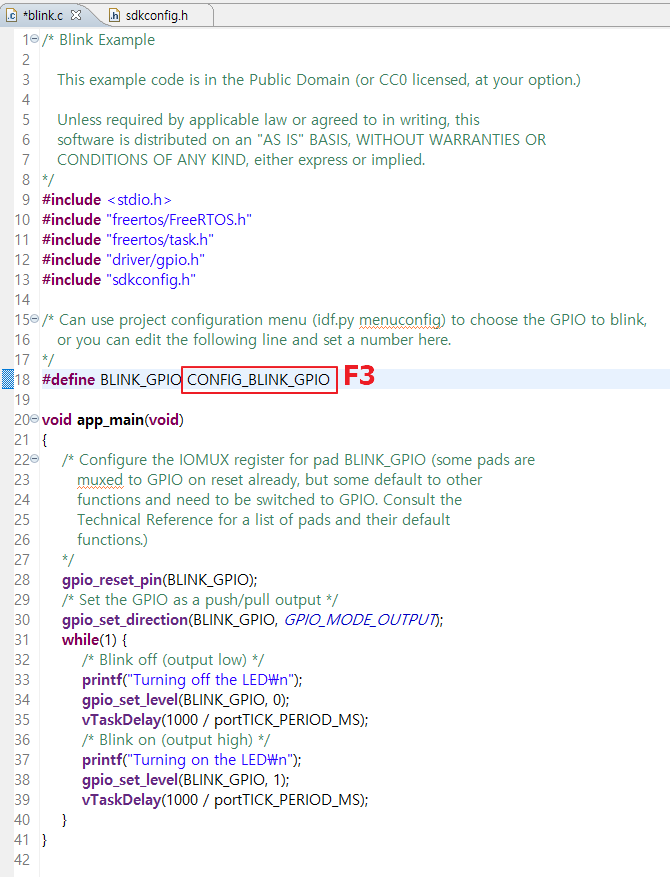 *blink.c sdkconfig.h
1 /* Blink Example
2
3 This example code is in the Public Domain (or CC0 licensed, at your option.)
4
5 Unless required by applicable law or agreed to in writing, this
6 software is distributed on an "AS IS" BASIS, WITHOUT WARRANTIES OR
7 CONDITIONS OF ANY KIND, either express or implied.
8 */
9 #include <stdio.h>
10 #include "freertos/FreeRTOS.h"
11 #include "freertos/task.h"
12 #include "driver/gpio.h"
13 #include "sdkconfig.h"
14
15 /* Can use project configuration menu (idf.py menuconfig) to choose the GPIO to blink,
16 or you can edit the following line and set a number here.
17 */
18 #define BLINK_GPIO CONFIG_BLINK_GPIO F3
19
20 void app_main(void)
21 {
22 /* Configure the IOMUX register for pad BLINK_GPIO (some pads are
23 muxed to GPIO on reset already, but some default to other
24 functions and need to be switched to GPIO. Consult the
25 Technical Reference for a list of pads and their default
26 functions.)
27 */
28 gpio_reset_pin(BLINK_GPIO);
29 /* Set the GPIO as a push/pull output */
30 gpio_set_direction(BLINK_GPIO, GPIO_MODE_OUTPUT);
31 while(1) {
32 /* Blink off (output low) */
33 printf("Turning off the LED₩n");
34 gpio_set_level(BLINK_GPIO, 0);
35 vTaskDelay(1000 / portTICK_PERIOD_MS);
36 /* Blink on (output high) */
37 printf("Turning on the LED₩n");
38 gpio_set_level(BLINK_GPIO, 1);
39 vTaskDelay(1000 / portTICK_PERIOD_MS);
40 }
41 }
42